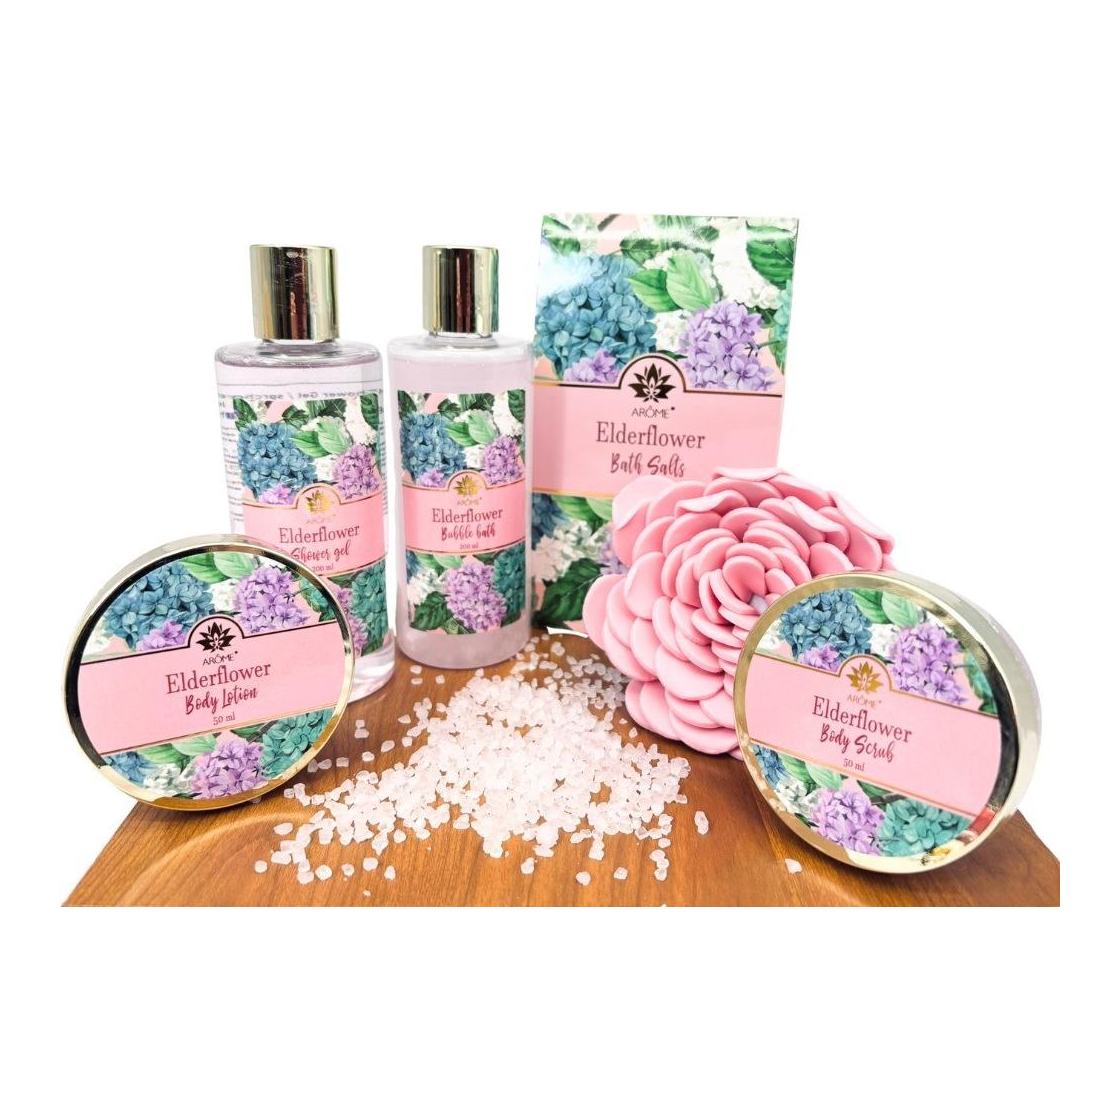 ARÔME
Elderflower
Bath Salts
ARÔME
Elderflower
Shower gel
200 ml
ARÔME
Elderflower
Bubble bath
200 ml
ARÔME
Elderflower
Body Lotion
50 ml
ARÔME
Elderflower
Body Scrub
50 ml